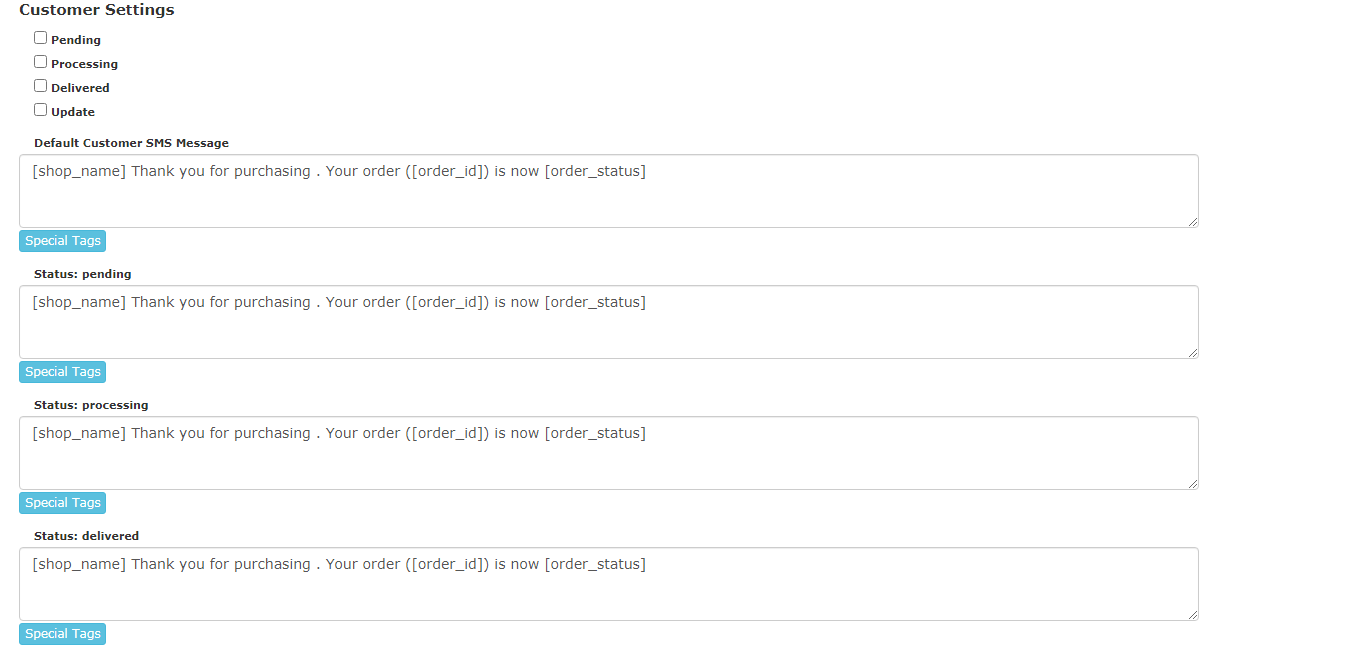 Customer Settings
Pending
Processing
Delivered
Update
Default Customer SMS Message
[shop_name] Thank you for purchasing . Your order ([order_id]) is now [order_status]
Special Tags
Status: pending
[shop_name] Thank you for purchasing . Your order ([order_id]) is now [order_status]
Special Tags
Status: processing
[shop_name] Thank you for purchasing . Your order ([order_id]) is now [order_status]
Special Tags
Status: delivered
[shop_name] Thank you for purchasing . Your order ([order_id]) is now [order_status]
Special Tags